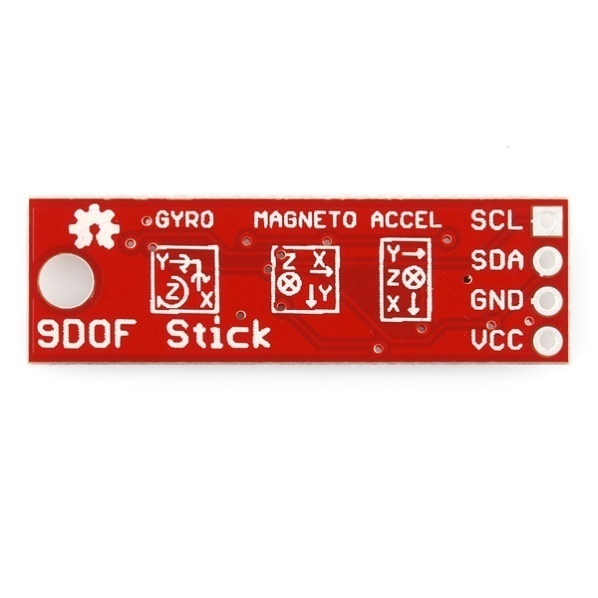 GYRO MAGNETO ACCEL SCL
SDA
GND
VCC
Y Z X
Z X Y
Y Z X
9DOF Stick